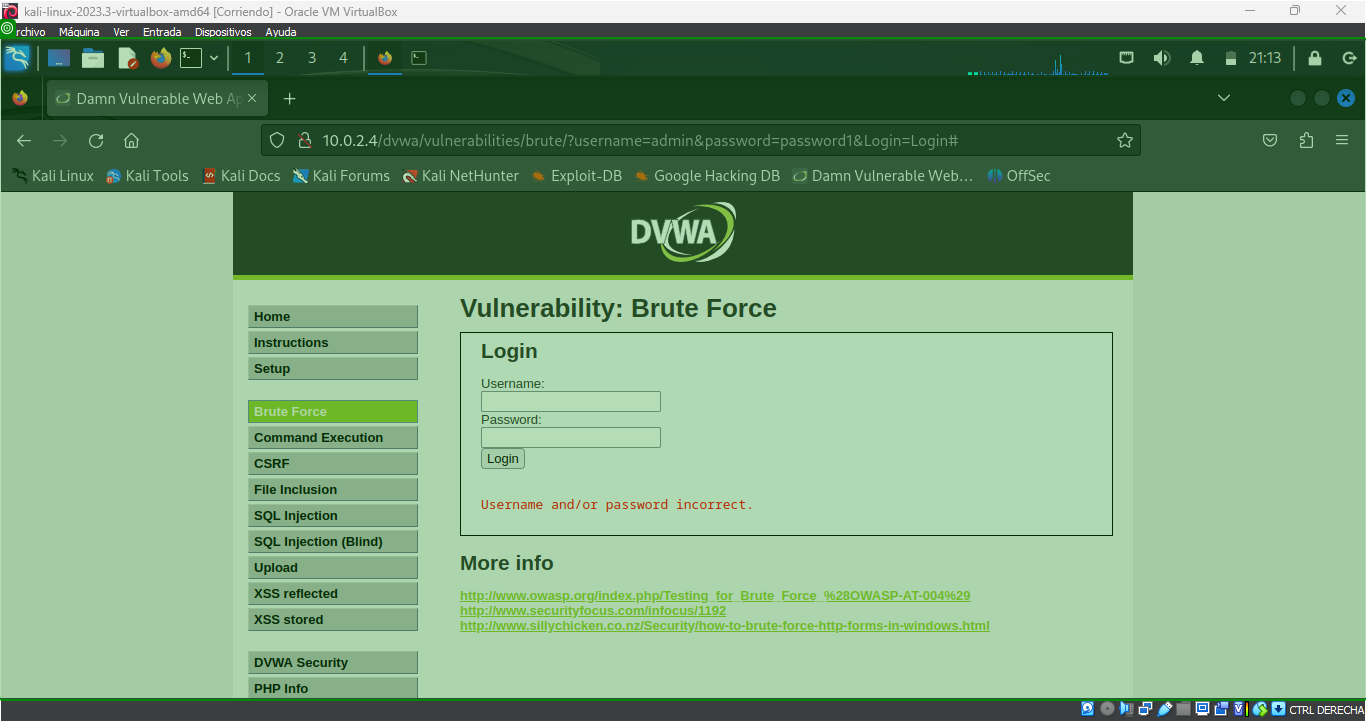 kali-linux-2023.3-virtualbox-amd64 [Corriendo] - Oracle VM VirtualBox
rchivo Máquina Ver Entrada Dispositivos Ayuda
1 2 3 4 21:13
Damn Vulnerable Web Ap
10.0.2.4/dvwa/vulnerabilities/brute/?username=admin&password=password1&Login=Login#
Kali Linux Kali Tools Kali Docs Kali Forums Kali NetHunter Exploit-DB Google Hacking DB Damn Vulnerable Web... OffSec
DVWA
Home
Instructions
Setup
Brute Force
Command Execution
CSRF
File Inclusion
SQL Injection
SQL Injection (Blind)
Upload
XSS reflected
XSS stored
DVWA Security
PHP Info
Vulnerability: Brute Force
Login
Username:
Password:
Login
Username and/or password incorrect.
More info
http://www.owasp.org/index.php/Testing_for_Brute_Force_%28OWASP-AT-004%29
http://www.securityfocus.com/infocus/1192
http://www.sillychicken.co.nz/Security/how-to-brute-force-http-forms-in-windows.html
CTRL DERECHA